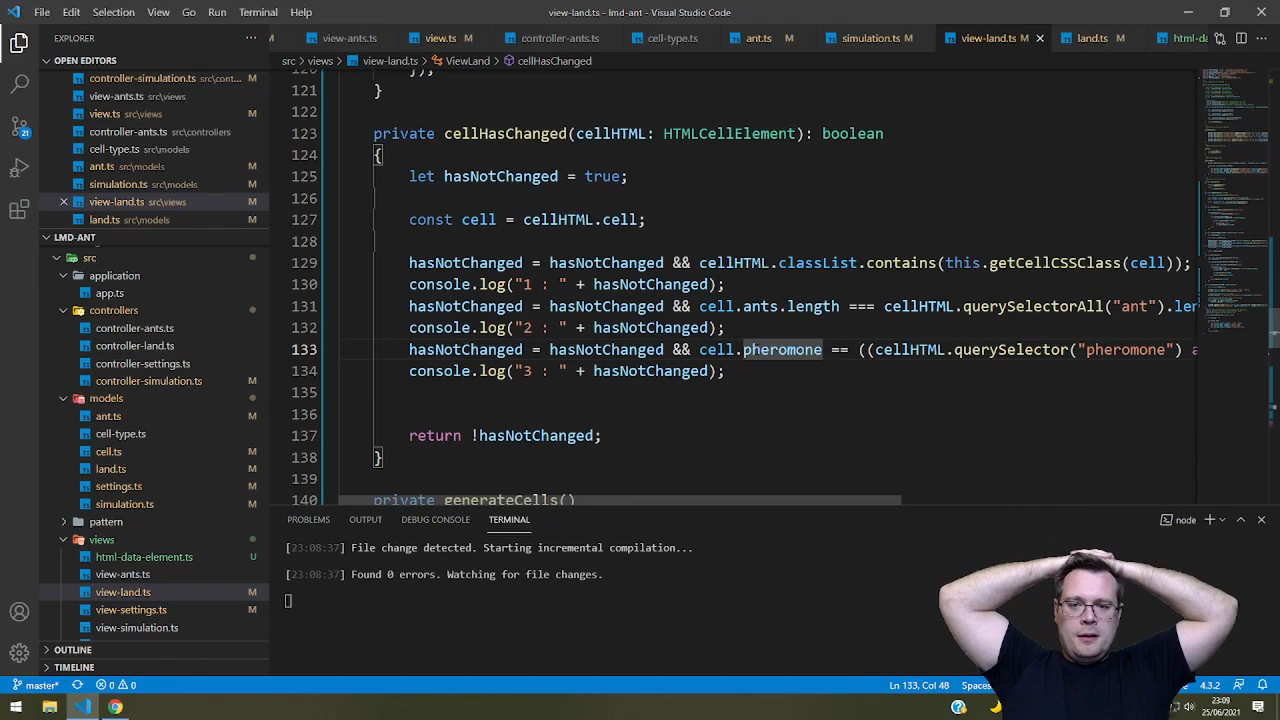 File Edit Selection View Go Run Terminal Help
view-land.ts - lmd-ant - Visual Studio Code
EXPLORER
view-ants.ts view.ts M controller-ants.ts cell-type.ts ant.ts M simulation.ts M view-land.ts M land.ts M html-da
OPEN EDITORS
src > views > view-land.ts > ViewLand > cellHasChanged
controller-simulation.ts src\cont... M
view-ants.ts src\views
view.ts src\views M
controller-ants.ts src\controllers
cell-type.ts src\models
ant.ts src\models M
simulation.ts src\models M
view-land.ts src\views M
land.ts src\models M
LMD-ANT
src
application
app.ts
controllers
controller-ants.ts
controller-land.ts
controller-settings.ts
controller-simulation.ts M
models
ant.ts M
cell-type.ts
cell.ts M
land.ts M
settings.ts M
simulation.ts M
pattern
views
html-data-element.ts U
view-ants.ts
view-land.ts M
view-settings.ts
view-simulation.ts
OUTLINE
TIMELINE
21
120 });
121 }
122
123 private cellHasChanged(cellHTML: HTMLCellElement): boolean
124 {
125 let hasNotChanged = true;
126
127 const cell = cellHTML.cell;
128
129 hasNotChanged = hasNotChanged && cellHTML.classList.contains(this.getCellCSSClass(cell));
130 console.log("1 : " + hasNotChanged);
131 hasNotChanged = hasNotChanged && cell.ants.length === cellHTML.querySelectorAll("ant").len
132 console.log("2 : " + hasNotChanged);
133 hasNotChanged = hasNotChanged && cell.pheromone == ((cellHTML.querySelector("pheromone") a
134 console.log("3 : " + hasNotChanged);
135
136
137 return !hasNotChanged;
138 }
139
140 private generateCells()
PROBLEMS OUTPUT DEBUG CONSOLE TERMINAL
node
[23:08:37] File change detected. Starting incremental compilation...
[23:08:37] Found 0 errors. Watching for file changes.
master* 0 0
Ln 133, Col 48 Spaces 4.3.2
23:09
25/06/2021